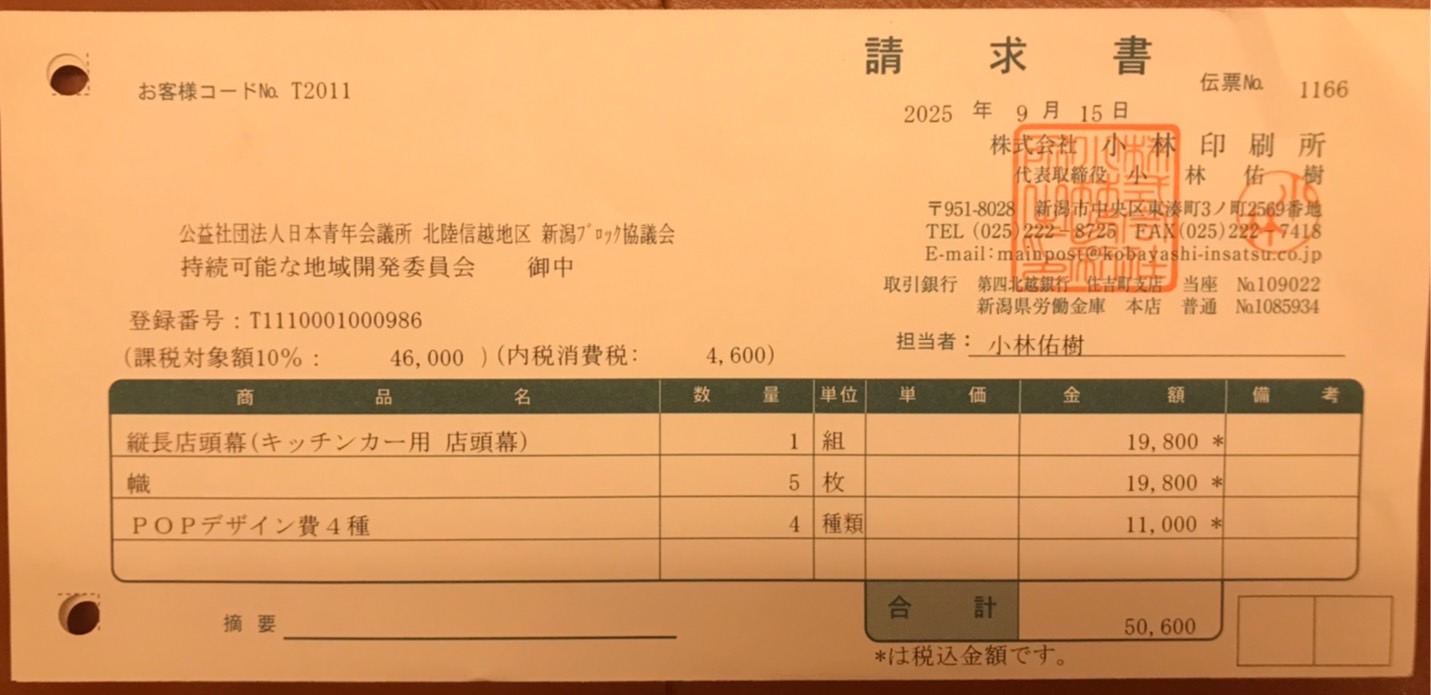 請求書
お客様コード№ T2011
伝票№ 1166
2025 年 9 月 15 日
株式会社 小林印刷所
代表取締役 小林佑樹
〒951-8028 新潟市中央区東湊町3ノ町2569番地
TEL (025)222-8725 FAX(025)222-7418
E-mail:mainpost@kobayashi-insatsu.co.jp
取引銀行 第四北越銀行 住吉町支店 当座 №109022
新潟県労働金庫 本店 普通 №1085934
担当者: 小林佑樹
公益社団法人日本青年会議所 北陸信越地区 新潟ﾌﾞﾛｯｸ協議会
持続可能な地域開発委員会 御中
登録番号:T1110001000986
(課税対象額10%: 46,000 )(内税消費税: 4,600)
商品名 数量 単位 単価 金額 備考
縦長店頭幕(キッチンカー用 店頭幕) 1 組 19,800 *
幟 5 枚 19,800 *
POPデザイン費4種 4 種類 11,000 *
摘要
合計 50,600
*は税込金額です。